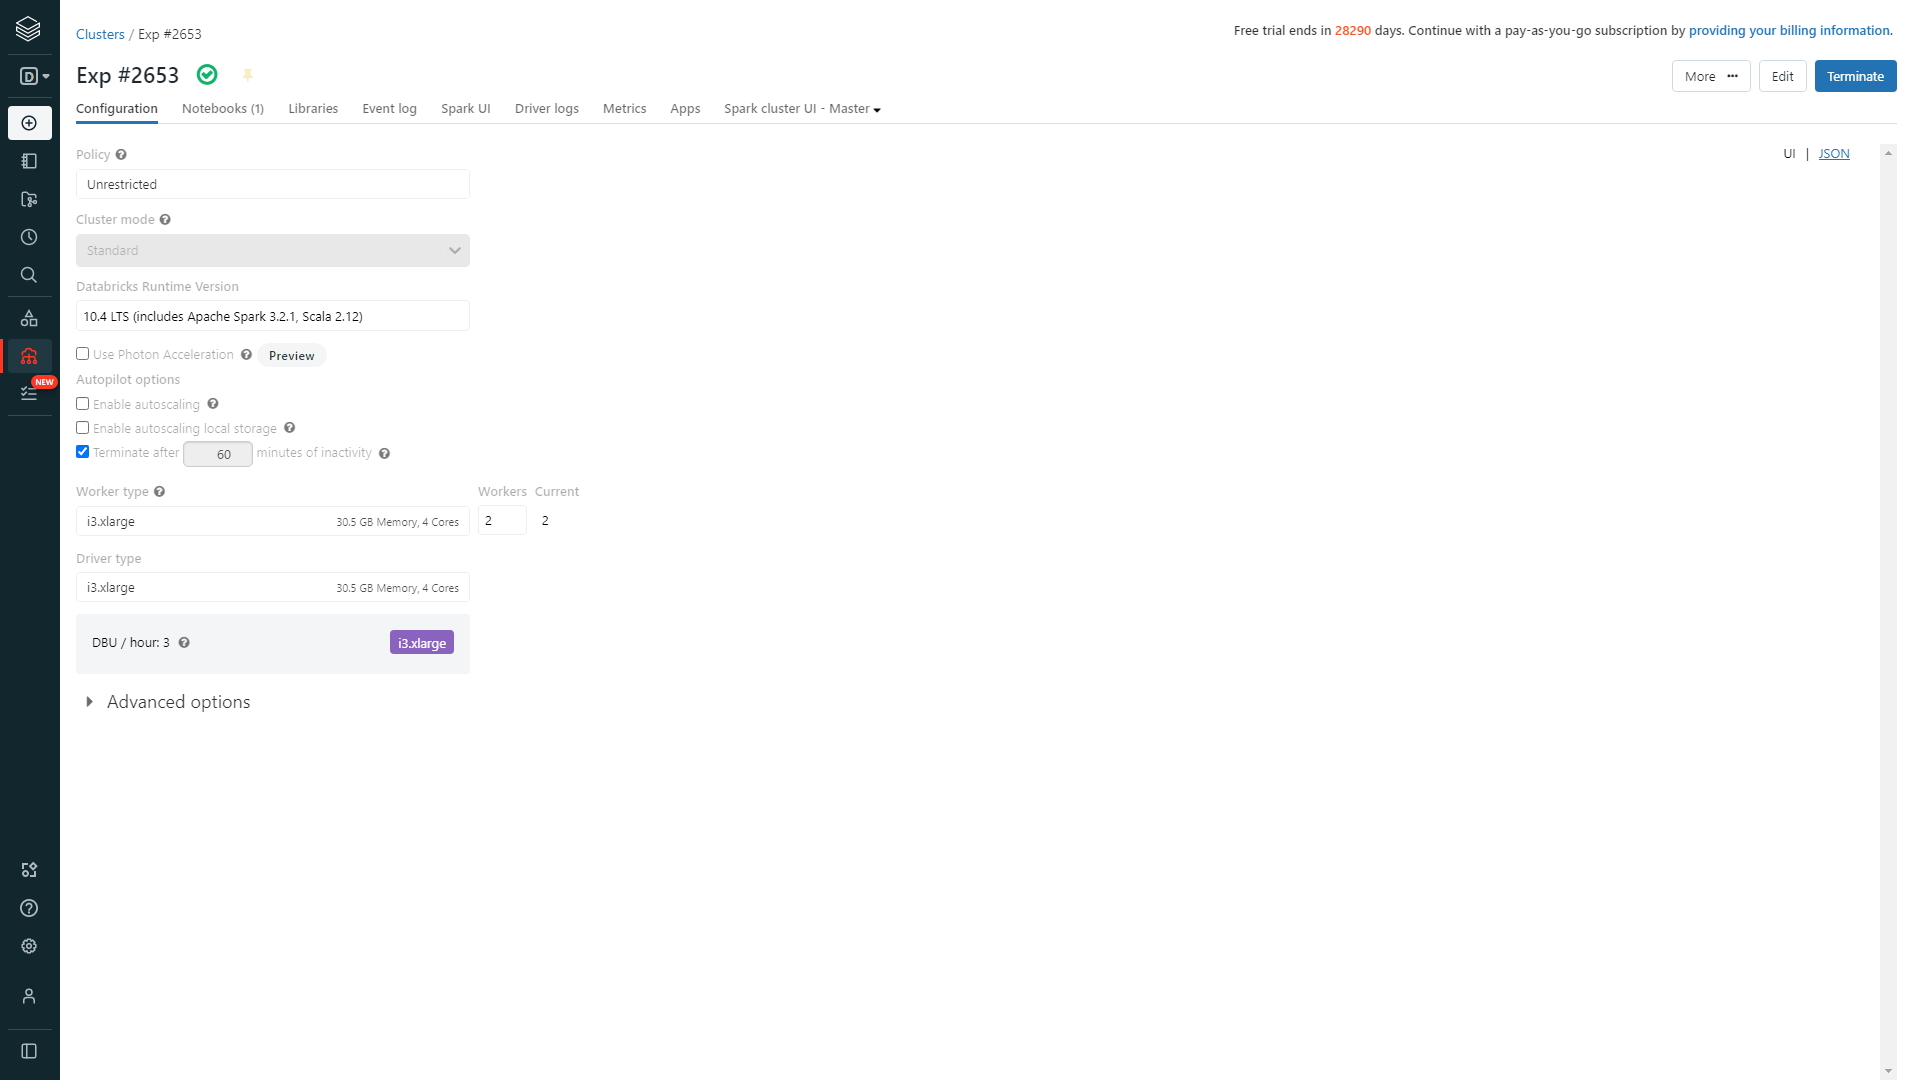 Clusters / Exp #2653
Free trial ends in 28290 days. Continue with a pay-as-you-go subscription by providing your billing information.
D
Exp #2653
More ··· Edit Terminate
Configuration Notebooks (1) Libraries Event log Spark UI Driver logs Metrics Apps Spark cluster UI - Master
Policy
UI | JSON
Unrestricted
Cluster mode
Standard
Databricks Runtime Version
10.4 LTS (includes Apache Spark 3.2.1, Scala 2.12)
Use Photon Acceleration Preview
Autopilot options
NEW
Enable autoscaling
Enable autoscaling local storage
Terminate after 60 minutes of inactivity
Worker type Workers Current
i3.xlarge 30.5 GB Memory, 4 Cores 2 2
Driver type
i3.xlarge 30.5 GB Memory, 4 Cores
DBU / hour: 3 i3.xlarge
Advanced options